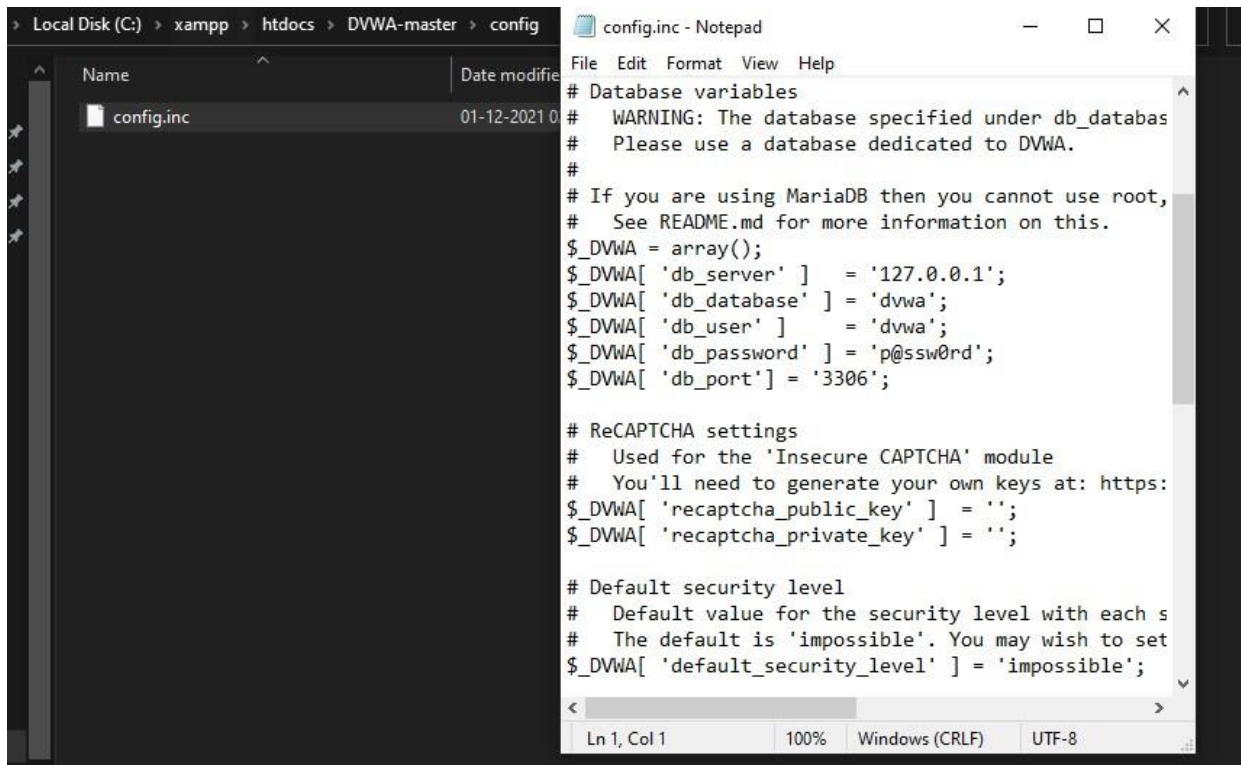 Local Disk (C:) > xampp > htdocs > DVWA-master > config
Name
Date modifie
config.inc
01-12-2021 0
config.inc - Notepad
File Edit Format View Help
# Database variables
#   WARNING: The database specified under db_databas
#   Please use a database dedicated to DVWA.
#
# If you are using MariaDB then you cannot use root,
#   See README.md for more information on this.
$_DVWA = array();
$_DVWA[ 'db_server' ]   = '127.0.0.1';
$_DVWA[ 'db_database' ] = 'dvwa';
$_DVWA[ 'db_user' ]     = 'dvwa';
$_DVWA[ 'db_password' ] = 'p@ssw0rd';
$_DVWA[ 'db_port'] = '3306';

# ReCAPTCHA settings
#   Used for the 'Insecure CAPTCHA' module
#   You'll need to generate your own keys at: https:
$_DVWA[ 'recaptcha_public_key' ]  = '';
$_DVWA[ 'recaptcha_private_key' ] = '';

# Default security level
#   Default value for the security level with each s
#   The default is 'impossible'. You may wish to set
$_DVWA[ 'default_security_level' ] = 'impossible';
Ln 1, Col 1
100%
Windows (CRLF)
UTF-8